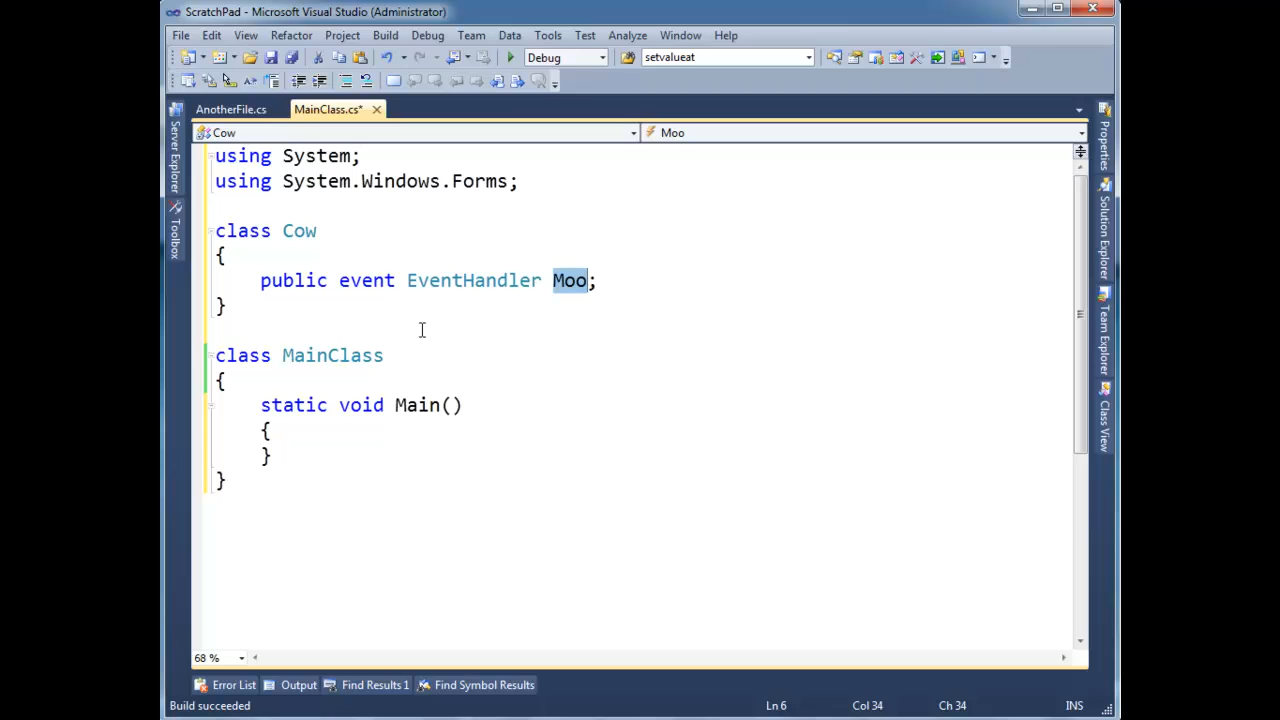 ScratchPad - Microsoft Visual Studio (Administrator)
File Edit View Refactor Project Build Debug Team Data Tools Test Analyze Window Help
Debug setvalueat
AnotherFile.cs MainClass.cs*
Cow Moo
using System;
using System.Windows.Forms;
class Cow
{
public event EventHandler Moo;
}
class MainClass
{
static void Main()
{
}
}
Server Explorer
Toolbox
Properties
Solution Explorer
Team Explorer
Class View
68 %
Error List Output Find Results 1 Find Symbol Results
Build succeeded Ln 6 Col 34 Ch 34 INS